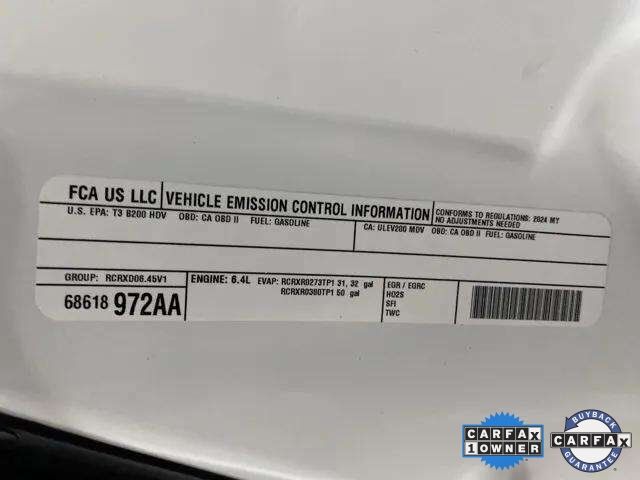 FCA US LLC VEHICLE EMISSION CONTROL INFORMATION
CONFORMS TO REGULATIONS: 2024 MY
NO ADJUSTMENTS NEEDED
U.S. EPA: T3 B200 HDV OBD: CA OBD II FUEL: GASOLINE
CA: ULEV200 MDV OBD: CA OBD II FUEL: GASOLINE
GROUP: RCRXD06.45V1
68618 972AA
ENGINE: 6.4L EVAP: RCRXR0273TP1 31, 32 gal
RCRXR0380TP1 50 gal
EGR / EGRC
HO2S
SFI
TWC
CARFAX
1 OWNER
BUYBACK
CARFAX
GUARANTEE